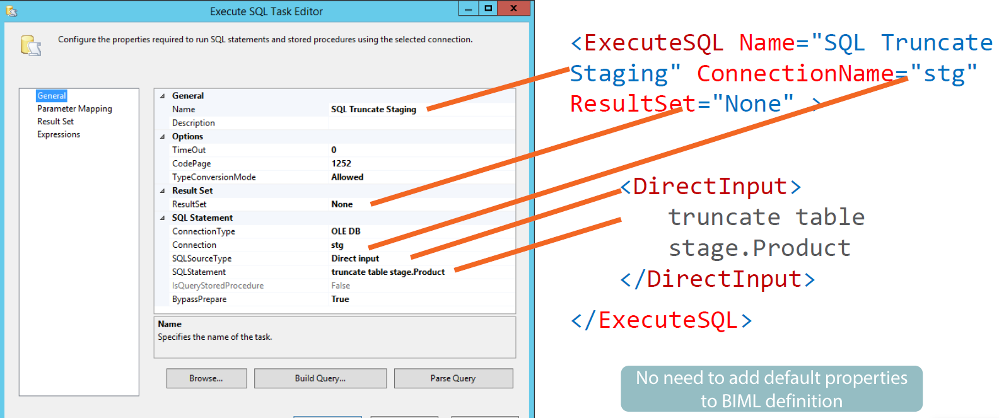 Execute SQL Task Editor
Configure the properties required to run SQL statements and stored procedures using the selected connection.
General
Parameter Mapping
Result Set
Expressions
General
Name SQL Truncate Staging
Description
Options
TimeOut 0
CodePage 1252
TypeConversionMode Allowed
Result Set
ResultSet None
SQL Statement
ConnectionType OLE DB
Connection stg
SQLSourceType Direct input
SQLStatement truncate table stage.Product
IsQueryStoredProcedure False
BypassPrepare True
Name
Specifies the name of the task.
Browse... Build Query... Parse Query
<ExecuteSQL Name="SQL Truncate
Staging" ConnectionName="stg"
ResultSet="None" >
<DirectInput>
truncate table
stage.Product
</DirectInput>
</ExecuteSQL>
No need to add default properties
to BIML definition